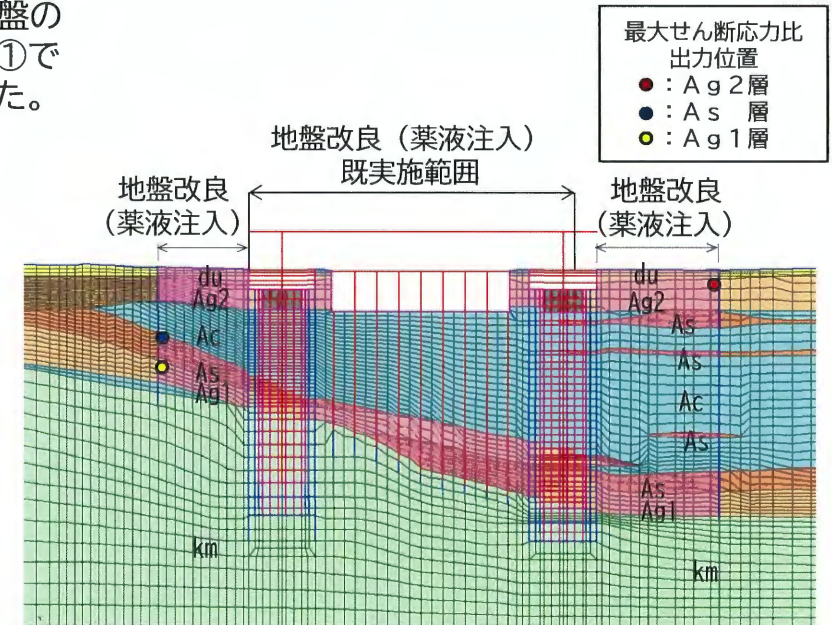 盤の
①で
た。
最大せん断応力比
出力位置
●：Ａｇ２層
●：Ａｓ　層
●：Ａｇ１層
地盤改良（薬液注入）
既実施範囲
地盤改良
（薬液注入）
地盤改良
（薬液注入）
du
Ag2
Ac
As
Ag1
km
du
Ag2
As
As
Ac
As
As
Ag1
km